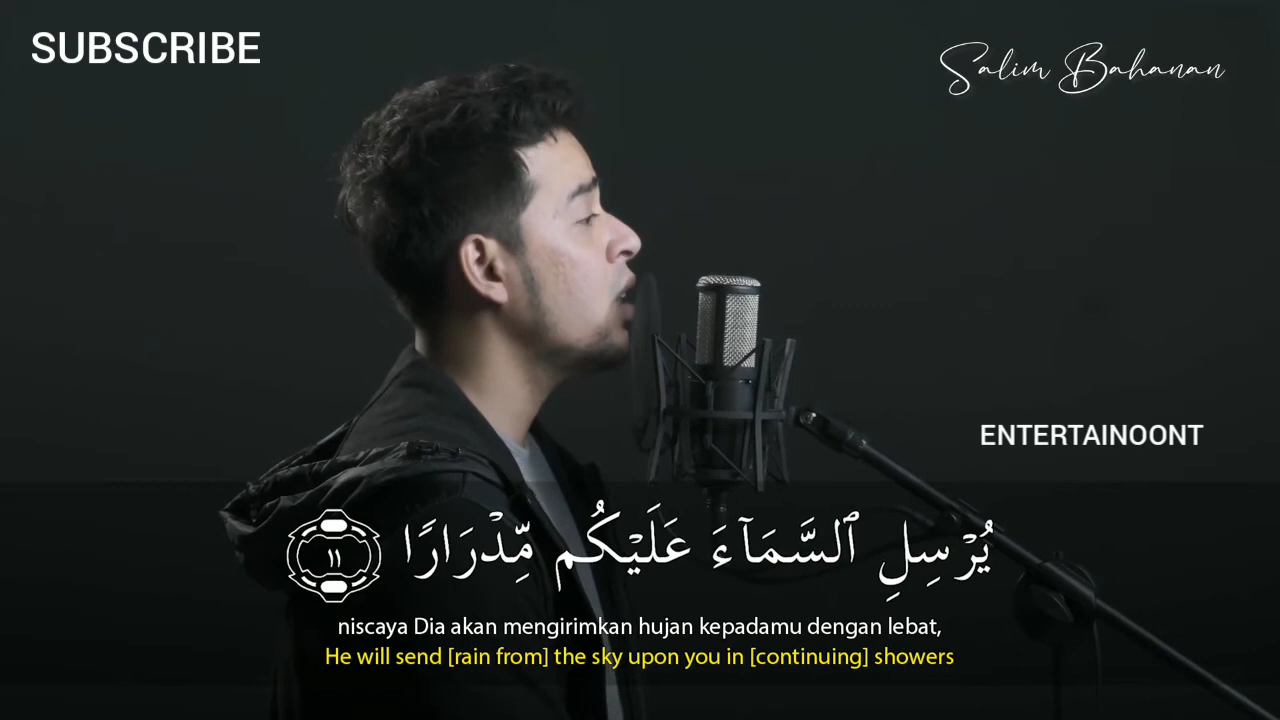 SUBSCRIBE
Salim Bahanan
ENTERTAINOONT
يُرْسِلِ ٱلسَّمَآءَ عَلَيْكُم مِّدْرَارًا ١١
niscaya Dia akan mengirimkan hujan kepadamu dengan lebat,
He will send [rain from] the sky upon you in [continuing] showers